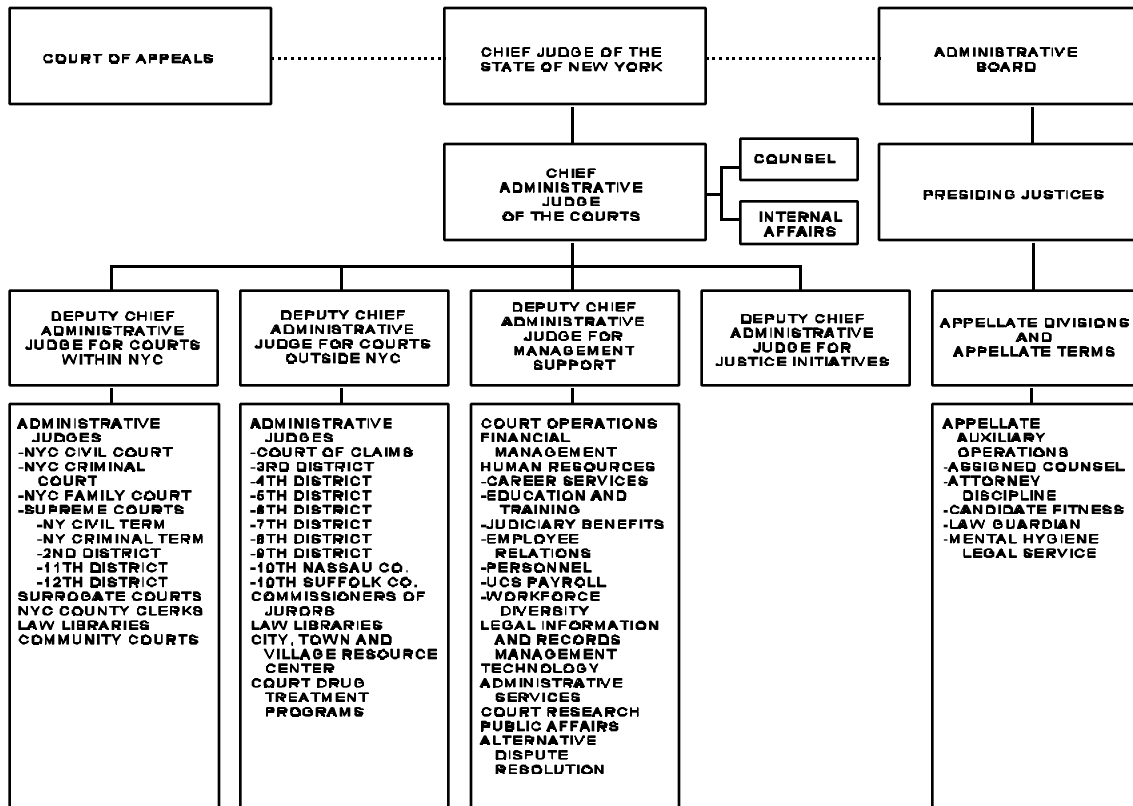 COURT OF APPEALS
CHIEF JUDGE OF THE
STATE OF NEW YORK
ADMINISTRATIVE
BOARD
CHIEF
ADMINISTRATIVE
JUDGE
OF THE COURTS
COUNSEL
INTERNAL
AFFAIRS
PRESIDING JUSTICES
DEPUTY CHIEF
ADMINISTRATIVE
JUDGE FOR COURTS
WITHIN NYC
DEPUTY CHIEF
ADMINISTRATIVE
JUDGE FOR COURTS
OUTSIDE NYC
DEPUTY CHIEF
ADMINISTRATIVE
JUDGE FOR
MANAGEMENT
SUPPORT
DEPUTY CHIEF
ADMINISTRATIVE
JUDGE FOR
JUSTICE INITIATIVES
APPELLATE DIVISIONS
AND
APPELLATE TERMS
ADMINISTRATIVE
JUDGES
-NYC CIVIL COURT
-NYC CRIMINAL
COURT
-NYC FAMILY COURT
-SUPREME COURTS
-NY CIVIL TERM
-NY CRIMINAL TERM
-2ND DISTRICT
-11TH DISTRICT
-12TH DISTRICT
SURROGATE COURTS
NYC COUNTY CLERKS
LAW LIBRARIES
COMMUNITY COURTS
ADMINISTRATIVE
JUDGES
-COURT OF CLAIMS
-3RD DISTRICT
-4TH DISTRICT
-5TH DISTRICT
-6TH DISTRICT
-7TH DISTRICT
-8TH DISTRICT
-9TH DISTRICT
-10TH NASSAU CO.
-10TH SUFFOLK CO.
COMMISSIONERS OF
JURORS
LAW LIBRARIES
CITY, TOWN AND
VILLAGE RESOURCE
CENTER
COURT DRUG
TREATMENT
PROGRAMS
COURT OPERATIONS
FINANCIAL
MANAGEMENT
HUMAN RESOURCES
-CAREER SERVICES
-EDUCATION AND
TRAINING
-JUDICIARY BENEFITS
-EMPLOYEE
RELATIONS
-PERSONNEL
-UCS PAYROLL
-WORKFORCE
DIVERSITY
LEGAL INFORMATION
AND RECORDS
MANAGEMENT
TECHNOLOGY
ADMINISTRATIVE
SERVICES
COURT RESEARCH
PUBLIC AFFAIRS
ALTERNATIVE
DISPUTE
RESOLUTION
APPELLATE
AUXILIARY
OPERATIONS
-ASSIGNED COUNSEL
-ATTORNEY
DISCIPLINE
-CANDIDATE FITNESS
-LAW GUARDIAN
-MENTAL HYGIENE
LEGAL SERVICE